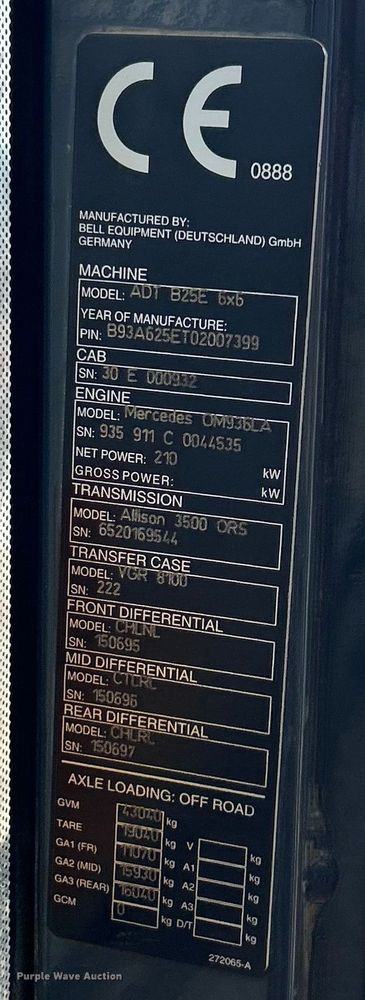 CE
0888
MANUFACTURED BY:
BELL EQUIPMENT (DEUTSCHLAND) GmbH
GERMANY
MACHINE
MODEL: ADT B25E 6x6
YEAR OF MANUFACTURE:
PIN: B93A625ET02007399
CAB
SN: 30 E 000932
ENGINE
MODEL: Mercedes OM936LA
SN: 935 911 C 0044535
NET POWER: 210 kW
GROSS POWER: kW
TRANSMISSION
MODEL: Allison 3500 ORS
SN: 6520169544
TRANSFER CASE
MODEL: VGR 8100
SN: 222
FRONT DIFFERENTIAL
MODEL:
SN: 150695
MID DIFFERENTIAL
MODEL: CTCRL
SN: 150696
REAR DIFFERENTIAL
MODEL: CHLRL
SN: 150697
AXLE LOADING: OFF ROAD
GVM 43040 kg V kg
TARE 19040 kg A1 kg
GA1 (FR) 11070 kg A2 kg
GA2 (MID) 15930 kg A3 kg
GA3 (REAR) 16040 kg D/T kg
GCM 0 kg
272065-A
Purple Wave Auction